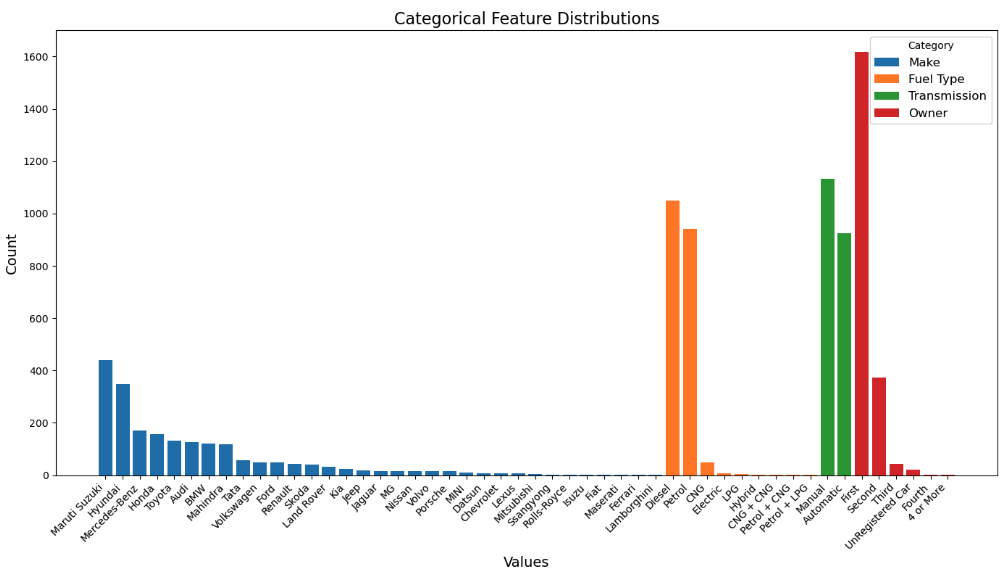 Categorical Feature Distributions
Category
Make
Fuel Type
Transmission
Owner
Count
1600
1400
1200
1000
800
600
400
200
0
Maruti Suzuki
Hyundai
Mercedes-Benz
Honda
Toyota
Audi
BMW
Mahindra
Tata
Volkswagen
Ford
Renault
Skoda
Land Rover
Kia
Jeep
Jaguar
MG
Nissan
Volvo
Porsche
MINI
Datsun
Chevrolet
Lexus
Mitsubishi
Ssangyong
Rolls-Royce
Isuzu
Fiat
Maserati
Ferrari
Lamborghini
Diesel
Petrol
CNG
Electric
LPG
Hybrid
CNG + CNG
Petrol + CNG
Petrol + LPG
Manual
Automatic
First
Second
Third
UnRegistered Car
Fourth
4 or More
Values